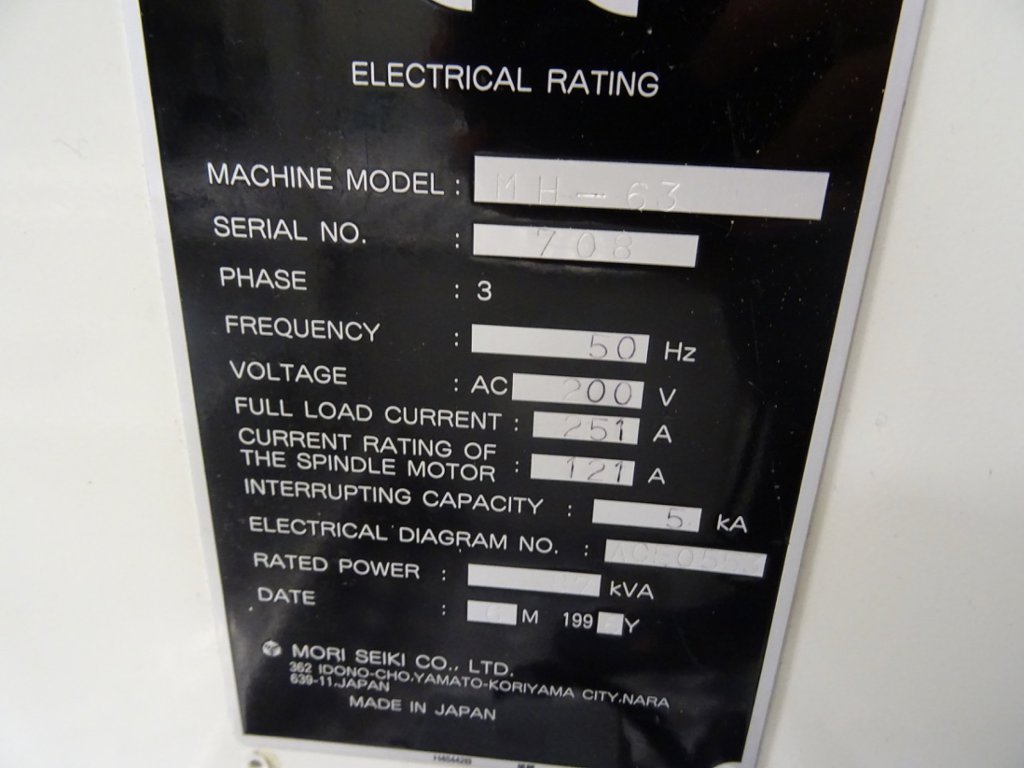 ELECTRICAL RATING
MACHINE MODEL : MH-63
SERIAL NO. : 708
PHASE : 3
FREQUENCY : 50 Hz
VOLTAGE : AC 200 V
FULL LOAD CURRENT : 251 A
CURRENT RATING OF
THE SPINDLE MOTOR : 121 A
INTERRUPTING CAPACITY : 5 kA
ELECTRICAL DIAGRAM NO. :
RATED POWER : kVA
DATE : M 199 Y
MORI SEIKI CO., LTD.
362 IDONO-CHO,YAMATO-KORIYAMA CITY,NARA
639-11,JAPAN
MADE IN JAPAN